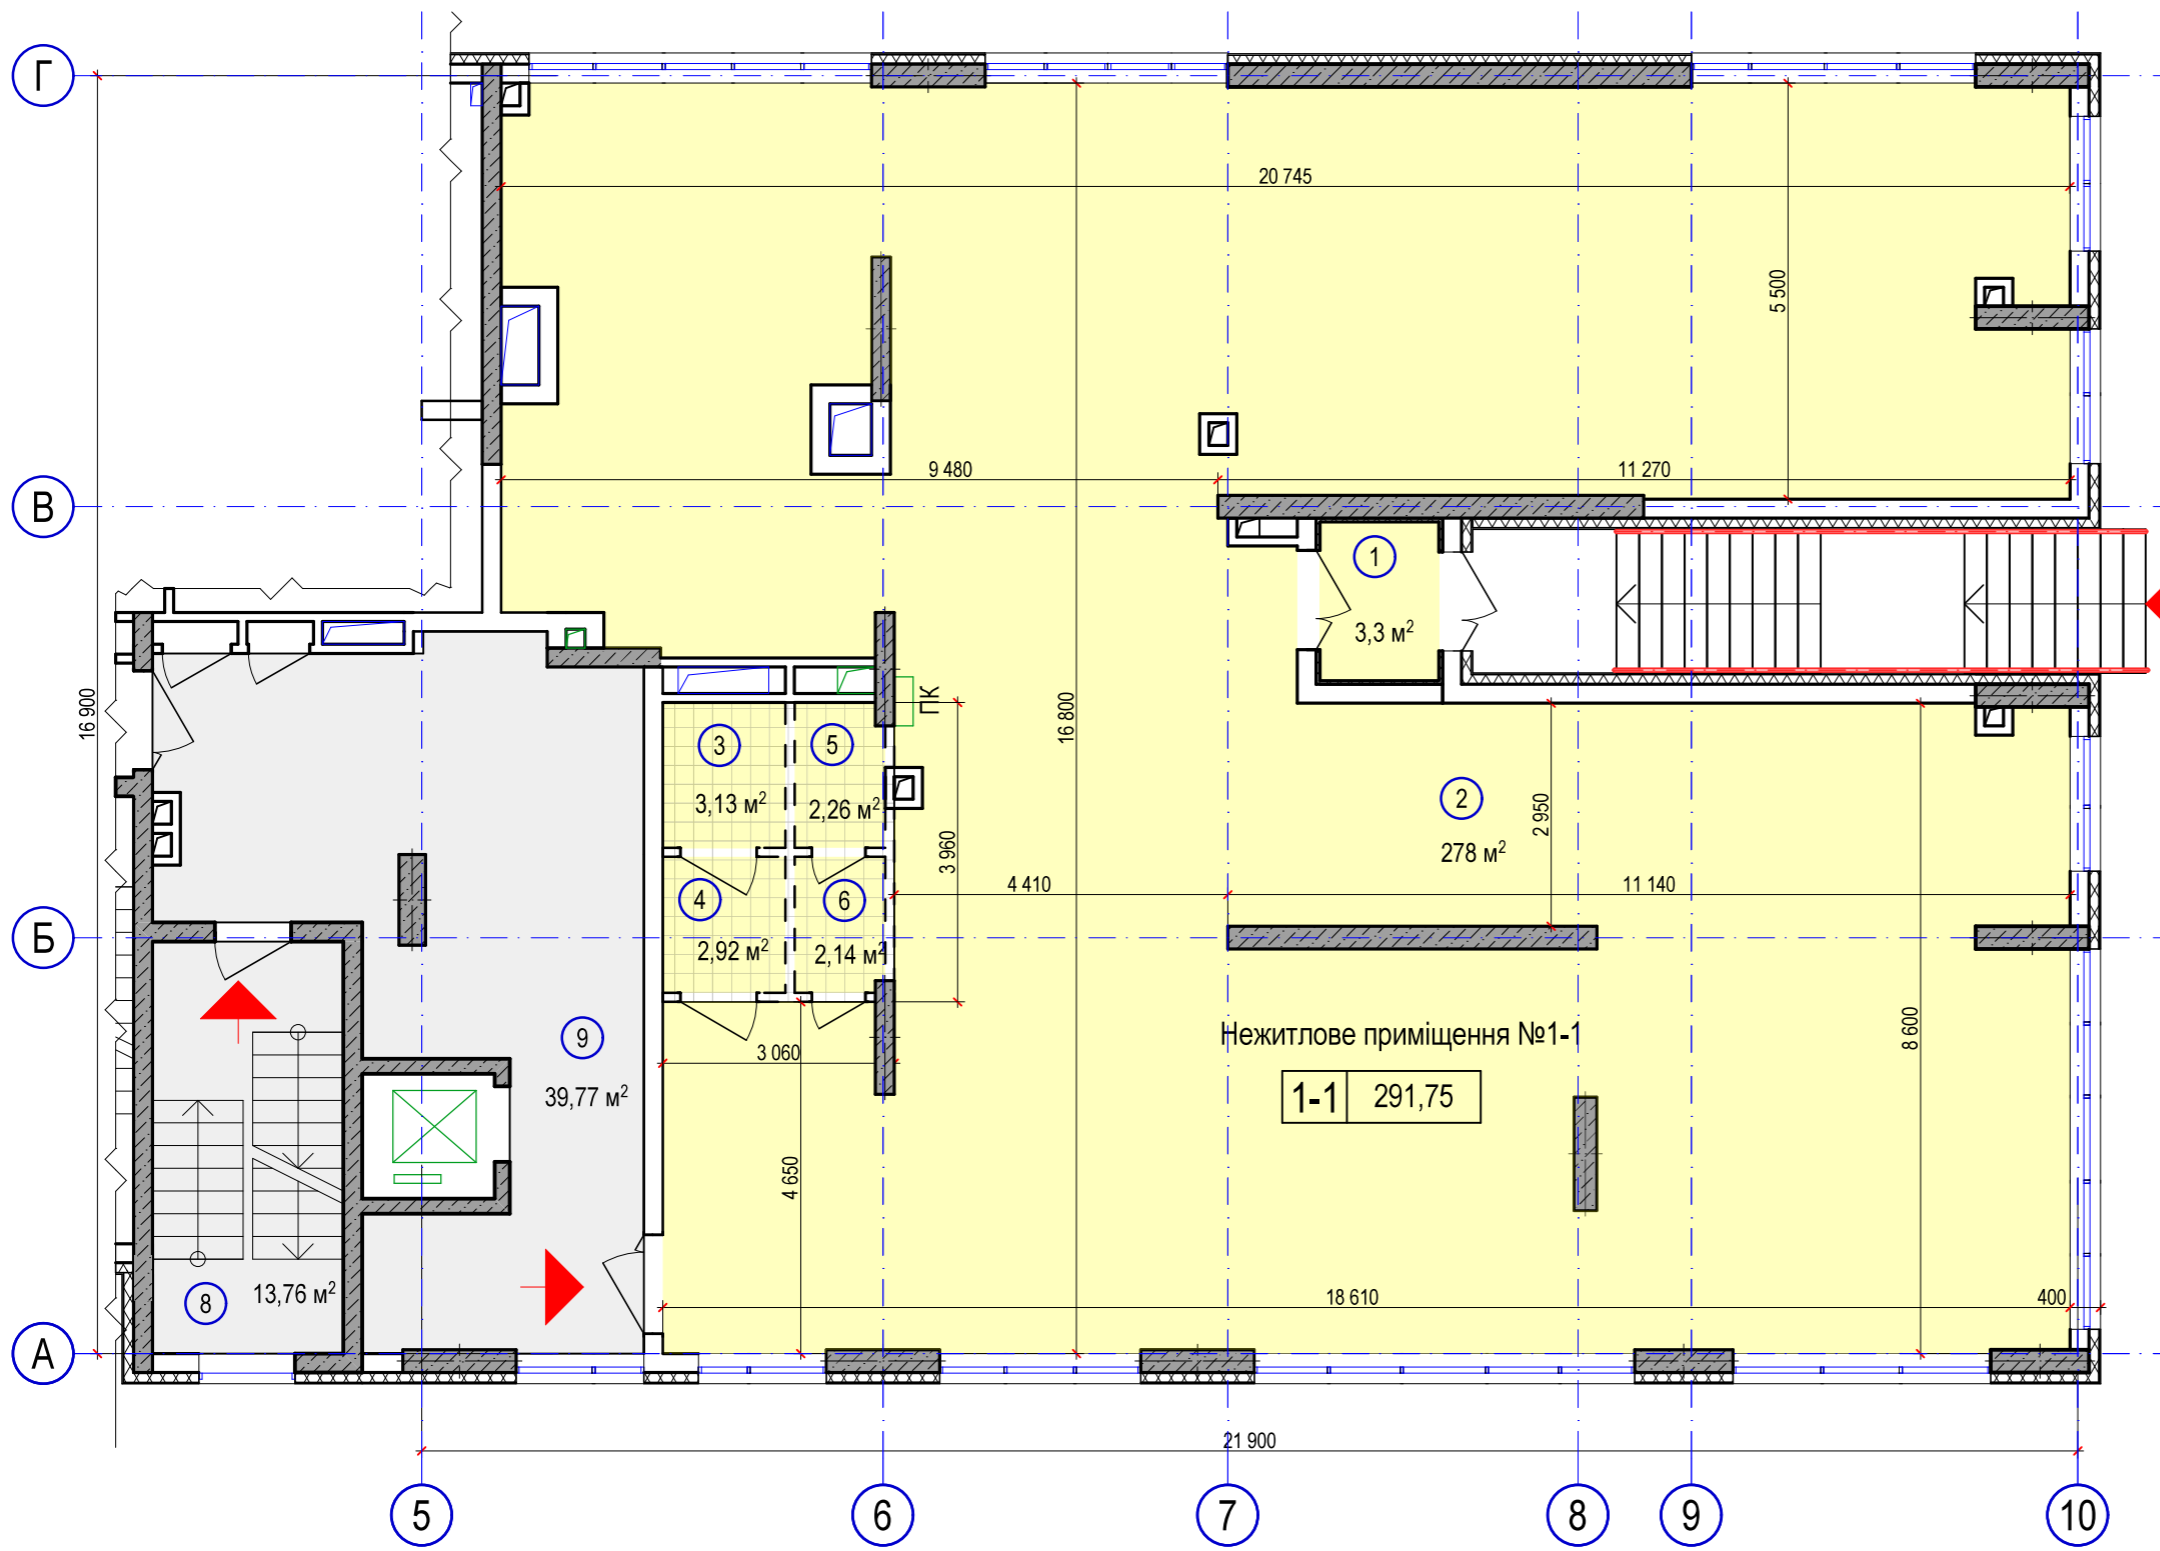 Г
20 745
5 500
9 480
11 270
В
1
3,3 м²
16 900
ПК
16 800
3
5
3,13 м²
2,26 м²
2
278 м²
2 950
3 960
4 410
11 140
4
6
2,92 м²
2,14 м²
Б
9
39,77 м²
3 060
Нежитлове приміщення №1-1
1-1 291,75
8 600
4 650
8
13,76 м²
18 610
400
А
21 900
5
6
7
8
9
10